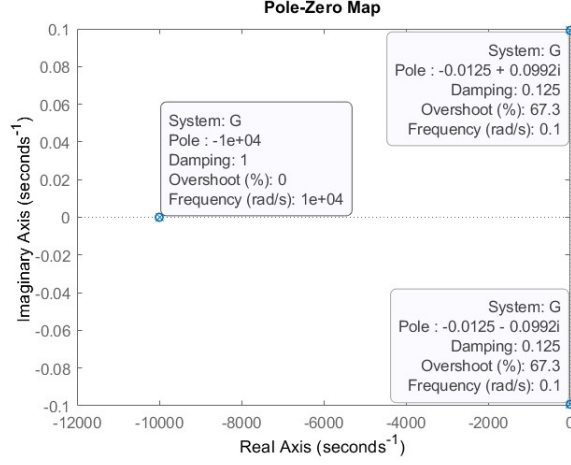 Pole-Zero Map
Imaginary Axis (seconds⁻¹)
0.1
0.08
0.06
0.04
0.02
0
-0.02
-0.04
-0.06
-0.08
-0.1
System: G
Pole : -0.0125 + 0.0992i
Damping: 0.125
Overshoot (%): 67.3
Frequency (rad/s): 0.1
System: G
Pole : -1e+04
Damping: 1
Overshoot (%): 0
Frequency (rad/s): 1e+04
System: G
Pole : -0.0125 - 0.0992i
Damping: 0.125
Overshoot (%): 67.3
Frequency (rad/s): 0.1
-12000 -10000 -8000 -6000 -4000 -2000 0
Real Axis (seconds⁻¹)